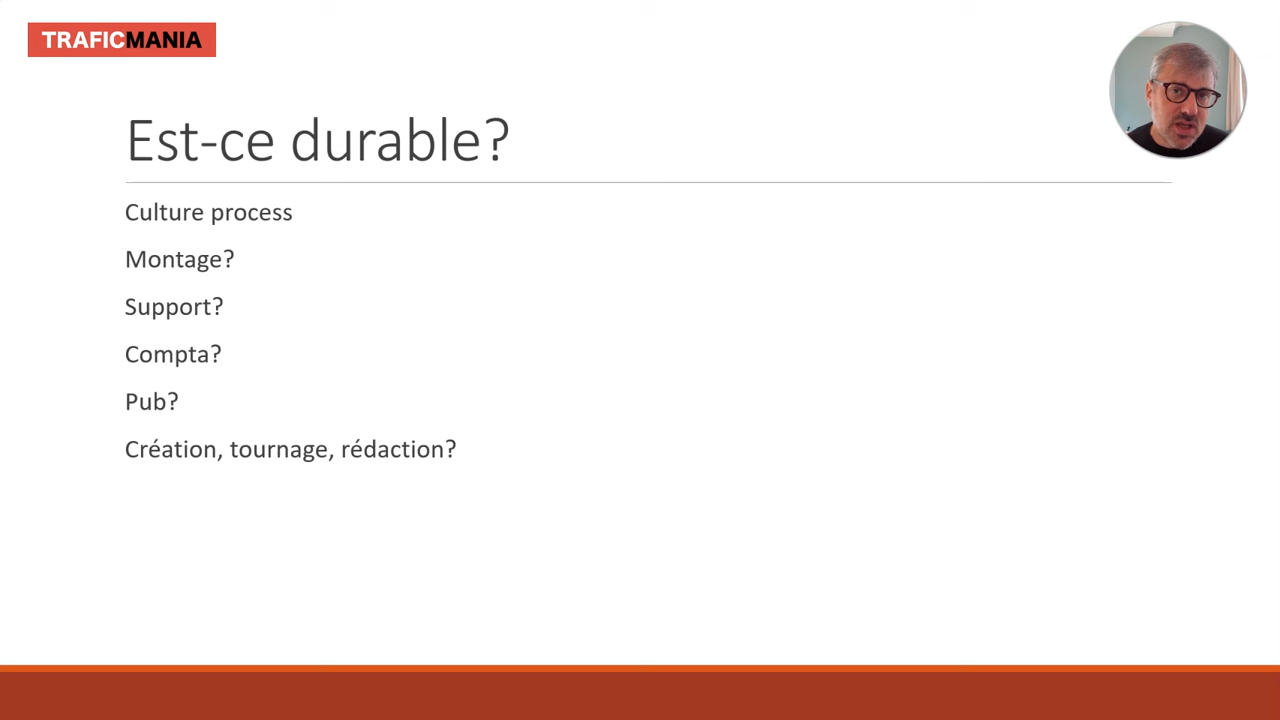 TRAFICMANIA
Est-ce durable?
Culture process
Montage?
Support?
Compta?
Pub?
Création, tournage, rédaction?